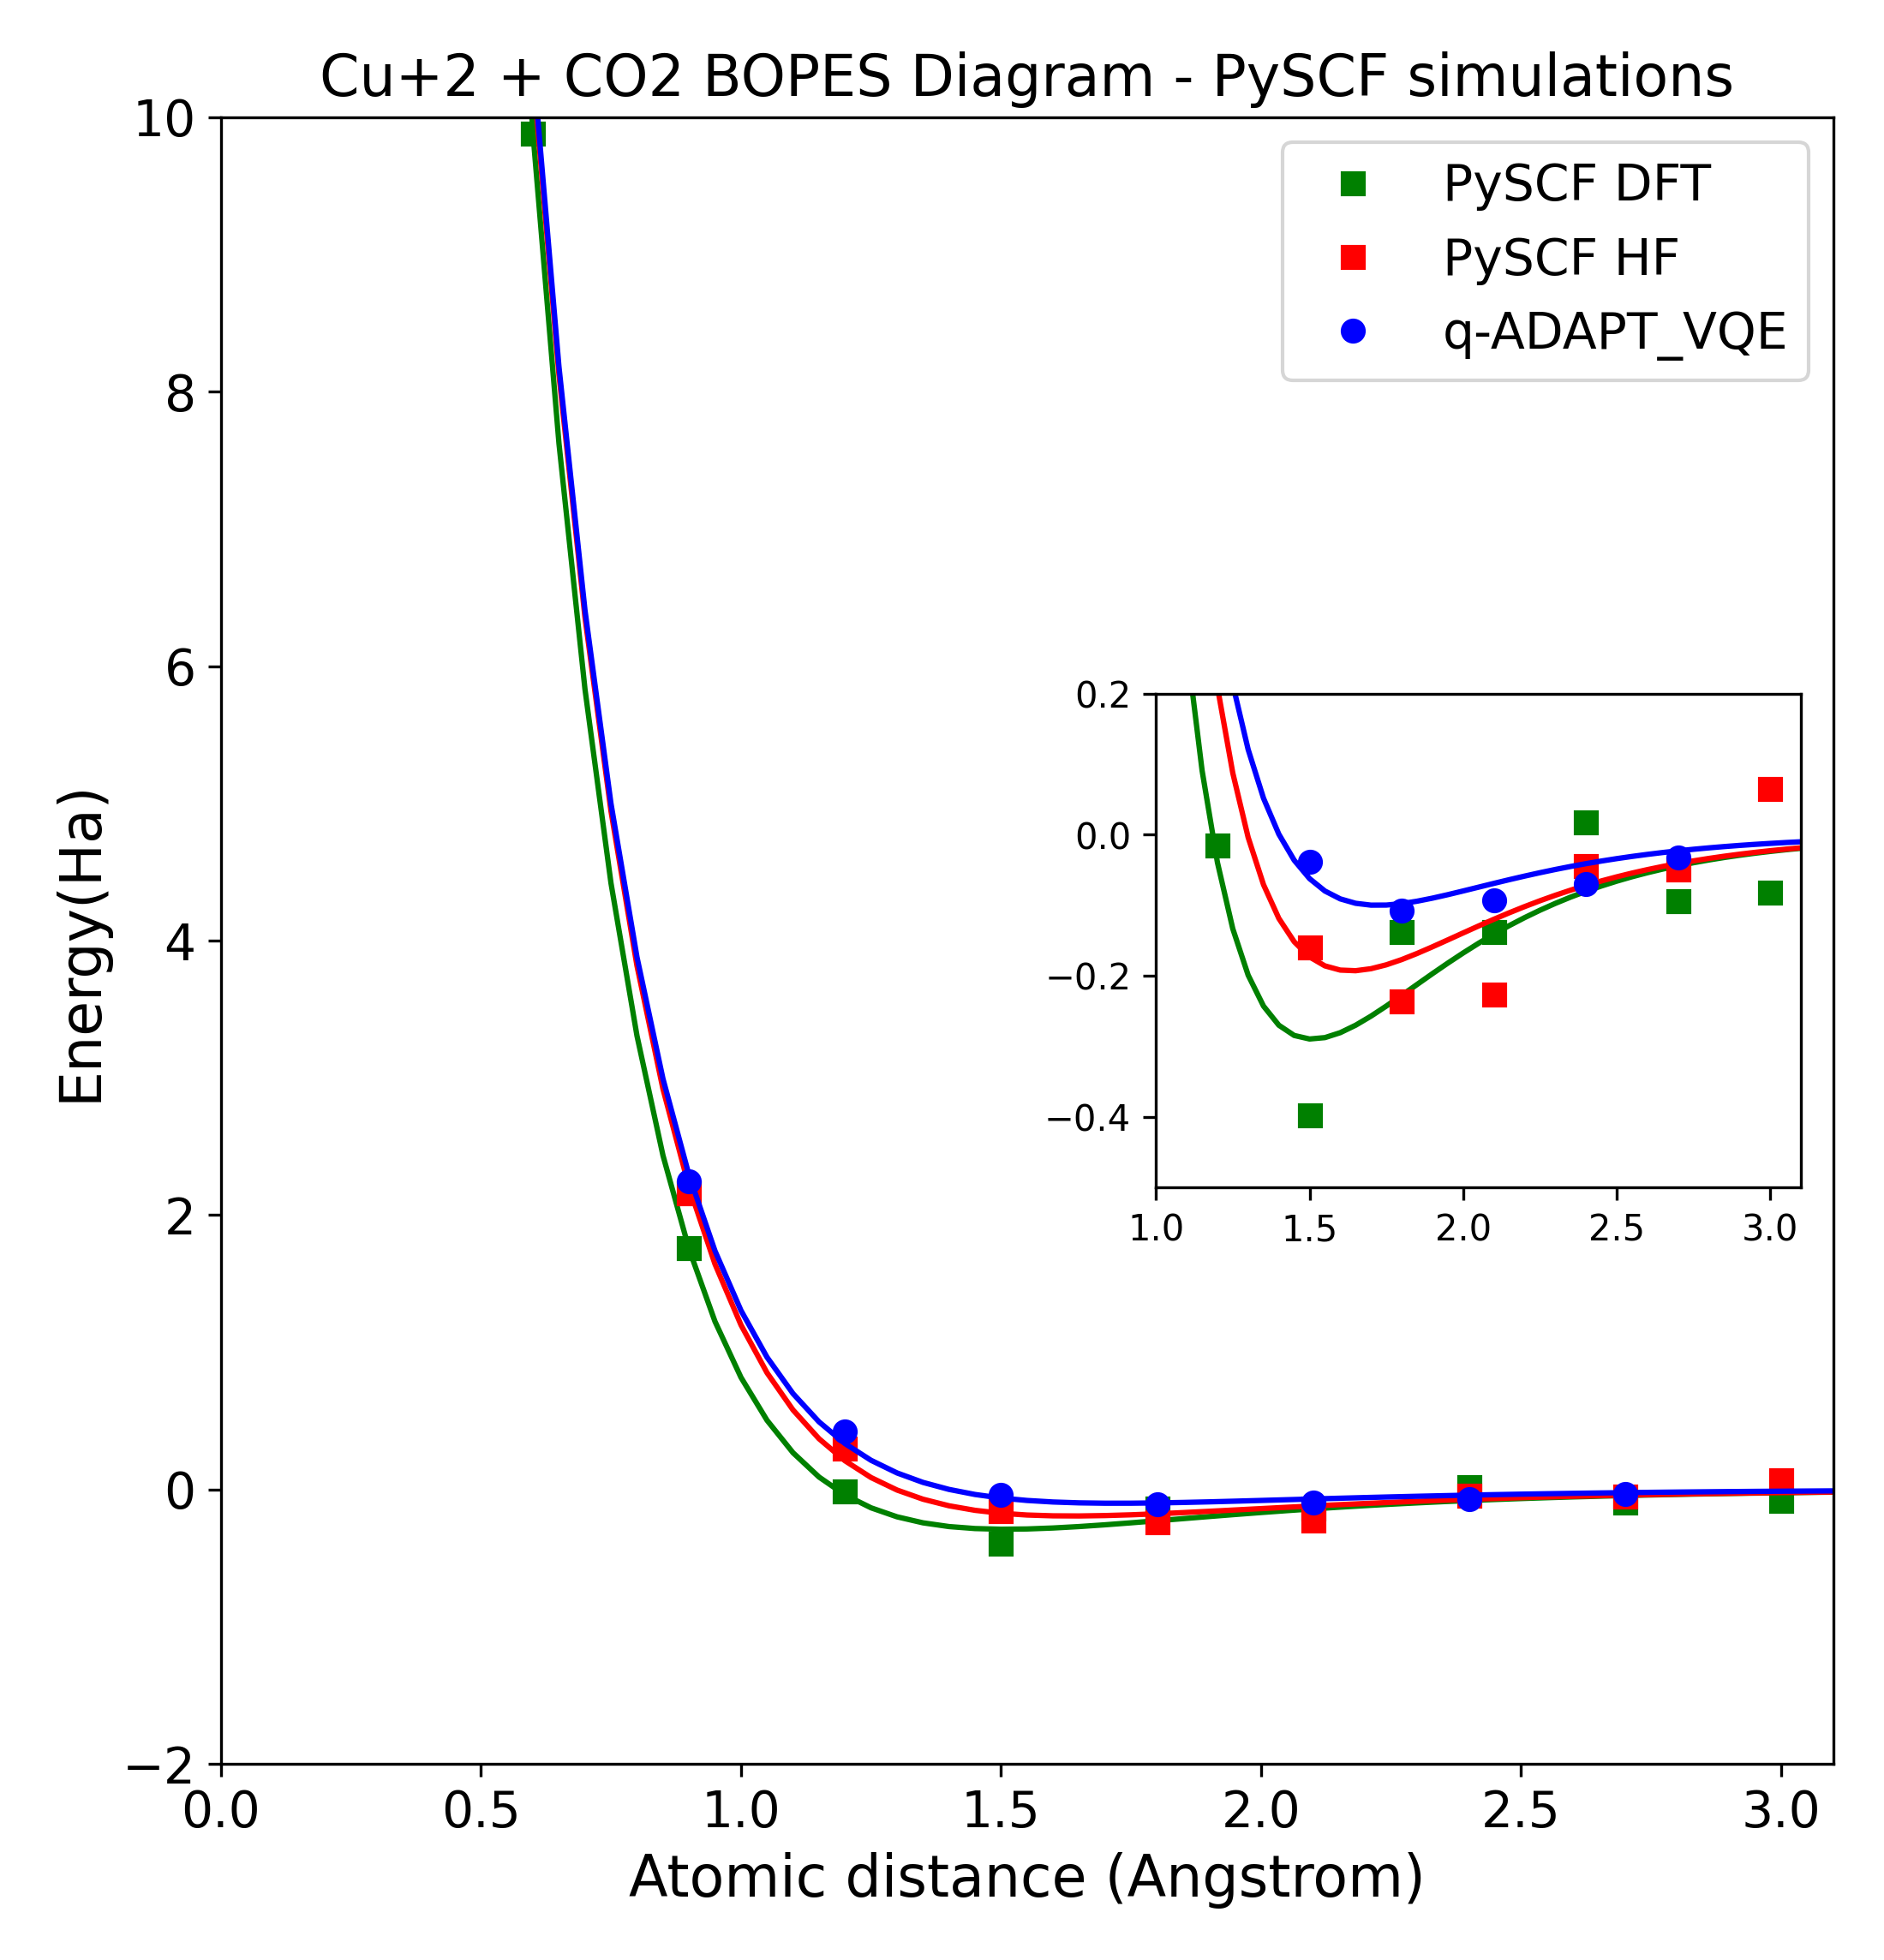 Cu+2 + CO2 BOPES Diagram - PySCF simulations
10
8
6
4
2
0
−2
Energy(Ha)
PySCF DFT
PySCF HF
q-ADAPT_VQE
0.2
0.0
−0.2
−0.4
1.0 1.5 2.0 2.5 3.0
0.0 0.5 1.0 1.5 2.0 2.5 3.0
Atomic distance (Angstrom)